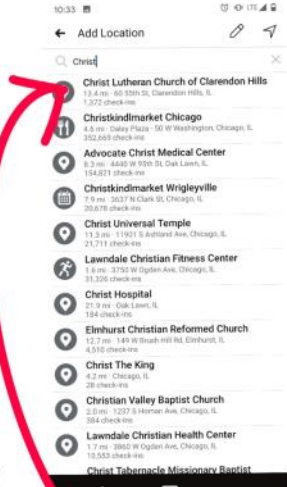 10:33
LTE
Add Location
Christ
Christ Lutheran Church of Clarendon Hills
13.4 mi · 60 55th St, Clarendon Hills, IL
1,372 check-ins
Christkindlmarket Chicago
4.6 mi · Daley Plaza - 50 W Washington, Chicago, IL
352,665 check-ins
Advocate Christ Medical Center
8.3 mi · 4440 W 95th St, Oak Lawn, IL
154,821 check-ins
Christkindlmarket Wrigleyville
7.9 mi · 3637 N Clark St, Chicago, IL
20,678 check-ins
Christ Universal Temple
11.3 mi · 11901 S Ashland Ave, Chicago, IL
21,711 check-ins
Lawndale Christian Fitness Center
1.6 mi · 3750 W Ogden Ave, Chicago, IL
31,326 check-ins
Christ Hospital
21.9 mi · Oak Lawn, IL
184 check-ins
Elmhurst Christian Reformed Church
12.7 mi · 149 W Brush Hill Rd, Elmhurst, IL
4,510 check-ins
Christ The King
4.2 mi · Chicago, IL
28 check-ins
Christian Valley Baptist Church
2.0 mi · 1237 S Homan Ave, Chicago, IL
384 check-ins
Lawndale Christian Health Center
1.7 mi · 3860 W Ogden Ave, Chicago, IL
10,553 check-ins
Christ Tabernacle Missionary Baptist